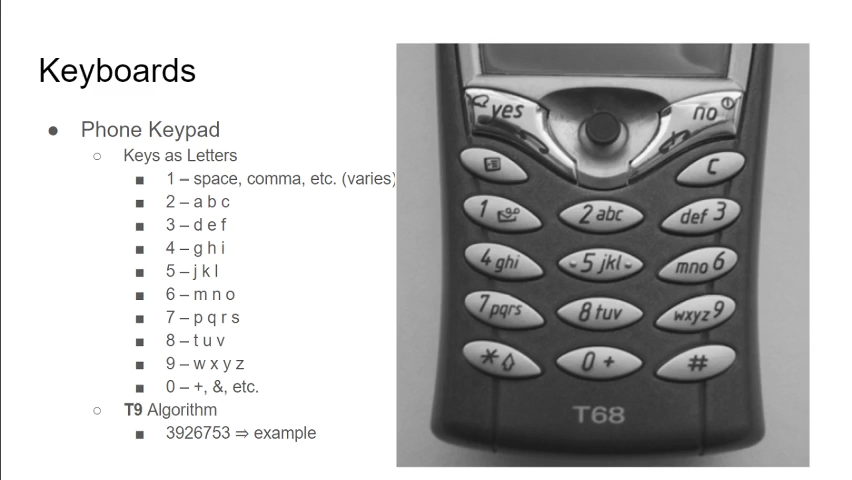 Keyboards
● Phone Keypad
○ Keys as Letters
■ 1 – space, comma, etc. (varies)
■ 2 – a b c
■ 3 – d e f
■ 4 – g h i
■ 5 – j k l
■ 6 – m n o
■ 7 – p q r s
■ 8 – t u v
■ 9 – w x y z
■ 0 – +, &, etc.
○ T9 Algorithm
■ 3926753 ⇒ example
yes no
C
1 2 abc def 3
4 ghi 5 jkl mno 6
7 pqrs 8 tuv wxyz 9
* 0 + #
T68